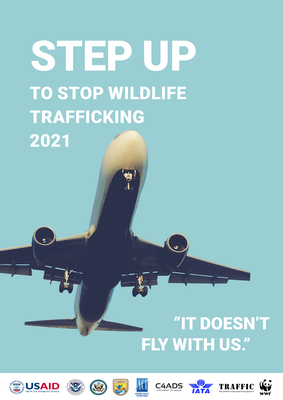 STEP UP
TO STOP WILDLIFE
TRAFFICKING
2021
“IT DOESN’T
FLY WITH US.”
USAID
C4ADS
IATA
TRAFFIC
WWF